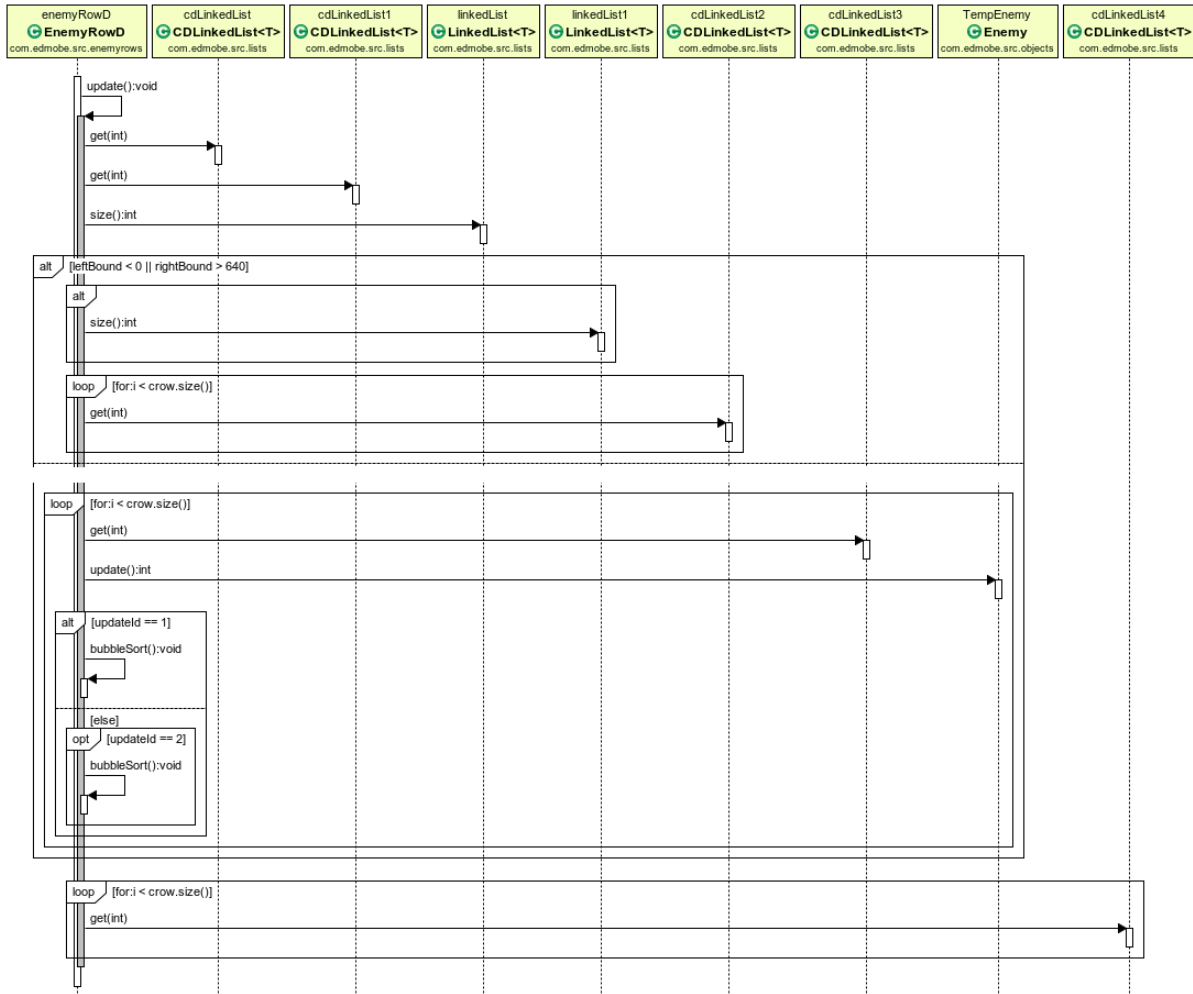 enemyRowD
EnemyRowD
com.edmobe.src.enemyrows
cdLinkedList
CDLinkedList<T>
com.edmobe.src.lists
cdLinkedList1
CDLinkedList<T>
com.edmobe.src.lists
linkedList
LinkedList<T>
com.edmobe.src.lists
linkedList1
LinkedList<T>
com.edmobe.src.lists
cdLinkedList2
CDLinkedList<T>
com.edmobe.src.lists
cdLinkedList3
CDLinkedList<T>
com.edmobe.src.lists
TempEnemy
Enemy
com.edmobe.src.objects
cdLinkedList4
CDLinkedList<T>
com.edmobe.src.lists
update():void
get(int)
get(int)
size():int
alt [leftBound < 0 || rightBound > 640]
alt
size():int
loop [for:i < crow.size()]
get(int)
loop [for:i < crow.size()]
get(int)
update():int
alt [updateId == 1]
bubbleSort():void
[else]
opt [updateId == 2]
bubbleSort():void
loop [for:i < crow.size()]
get(int)